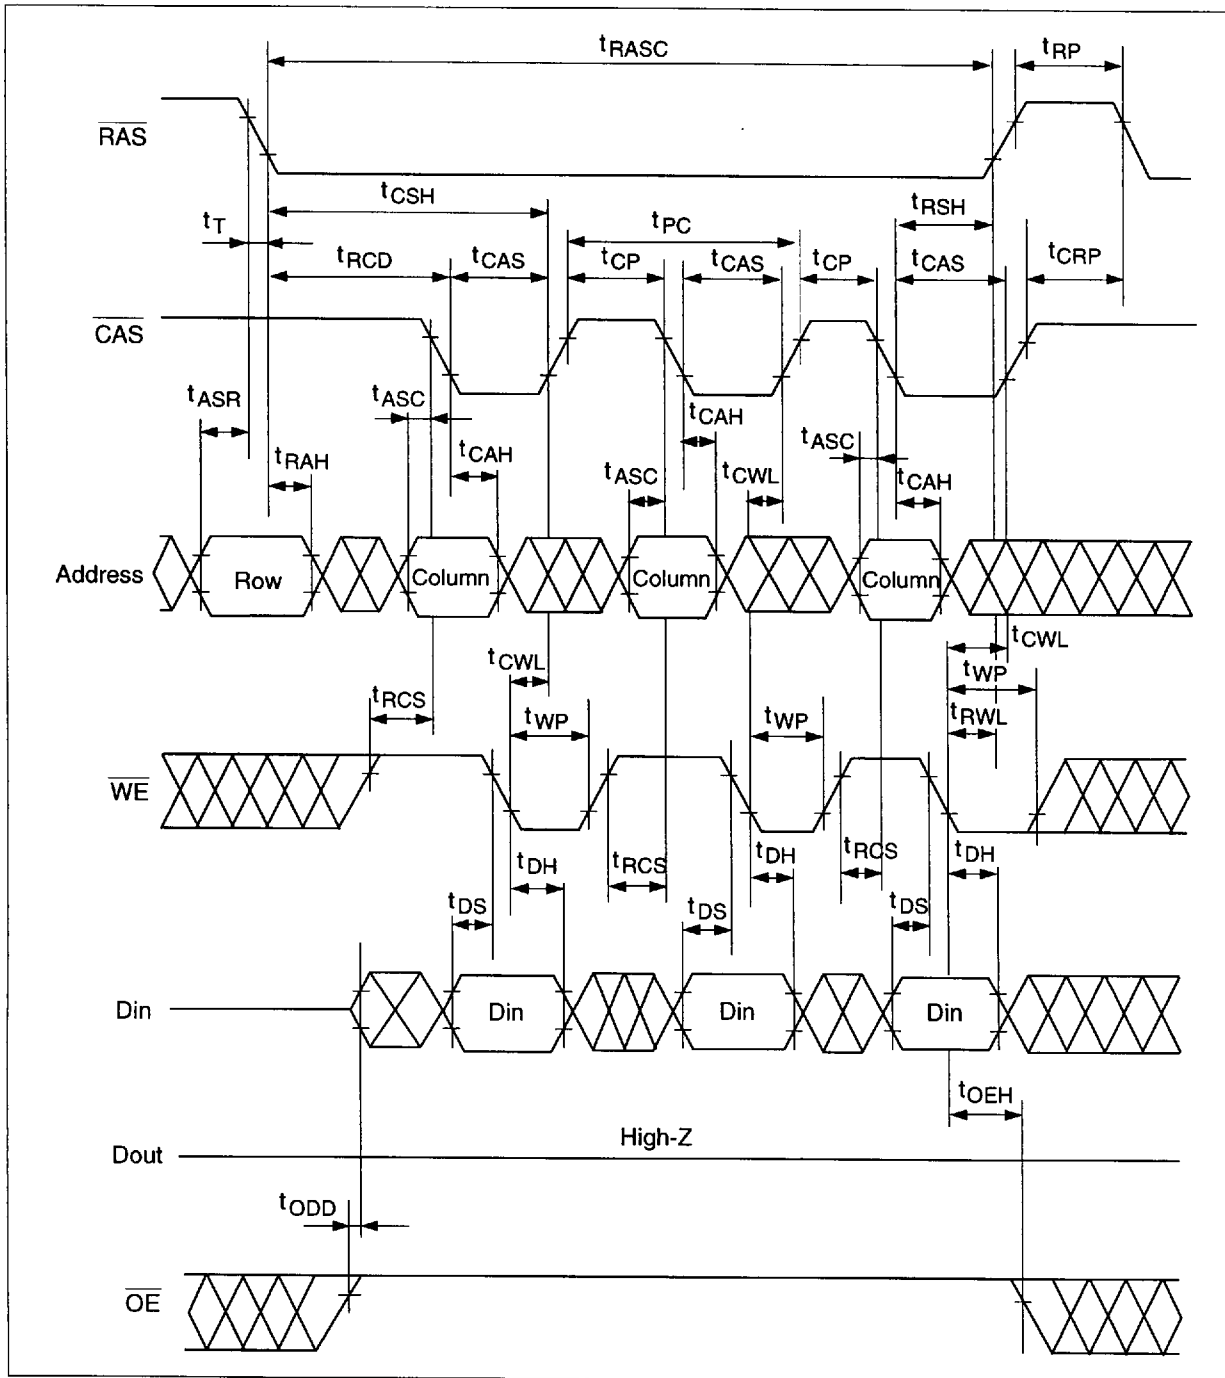 tRASC tRP
RAS
tCSH tRSH
tT tPC
tRCD tCAS tCP tCAS tCP tCAS tCRP
CAS
tASR tASC tCAH tASC
tRAH tCAH tASC tCWL tCAH
Address Row Column Column Column
tCWL tCWL
tRCS tWP tWP tWP
tRWL
WE
tDH tRCS tDH tRCS tDH
tDS tDS tDS
Din Din Din Din
tOEH
High-Z
Dout
tODD
OE